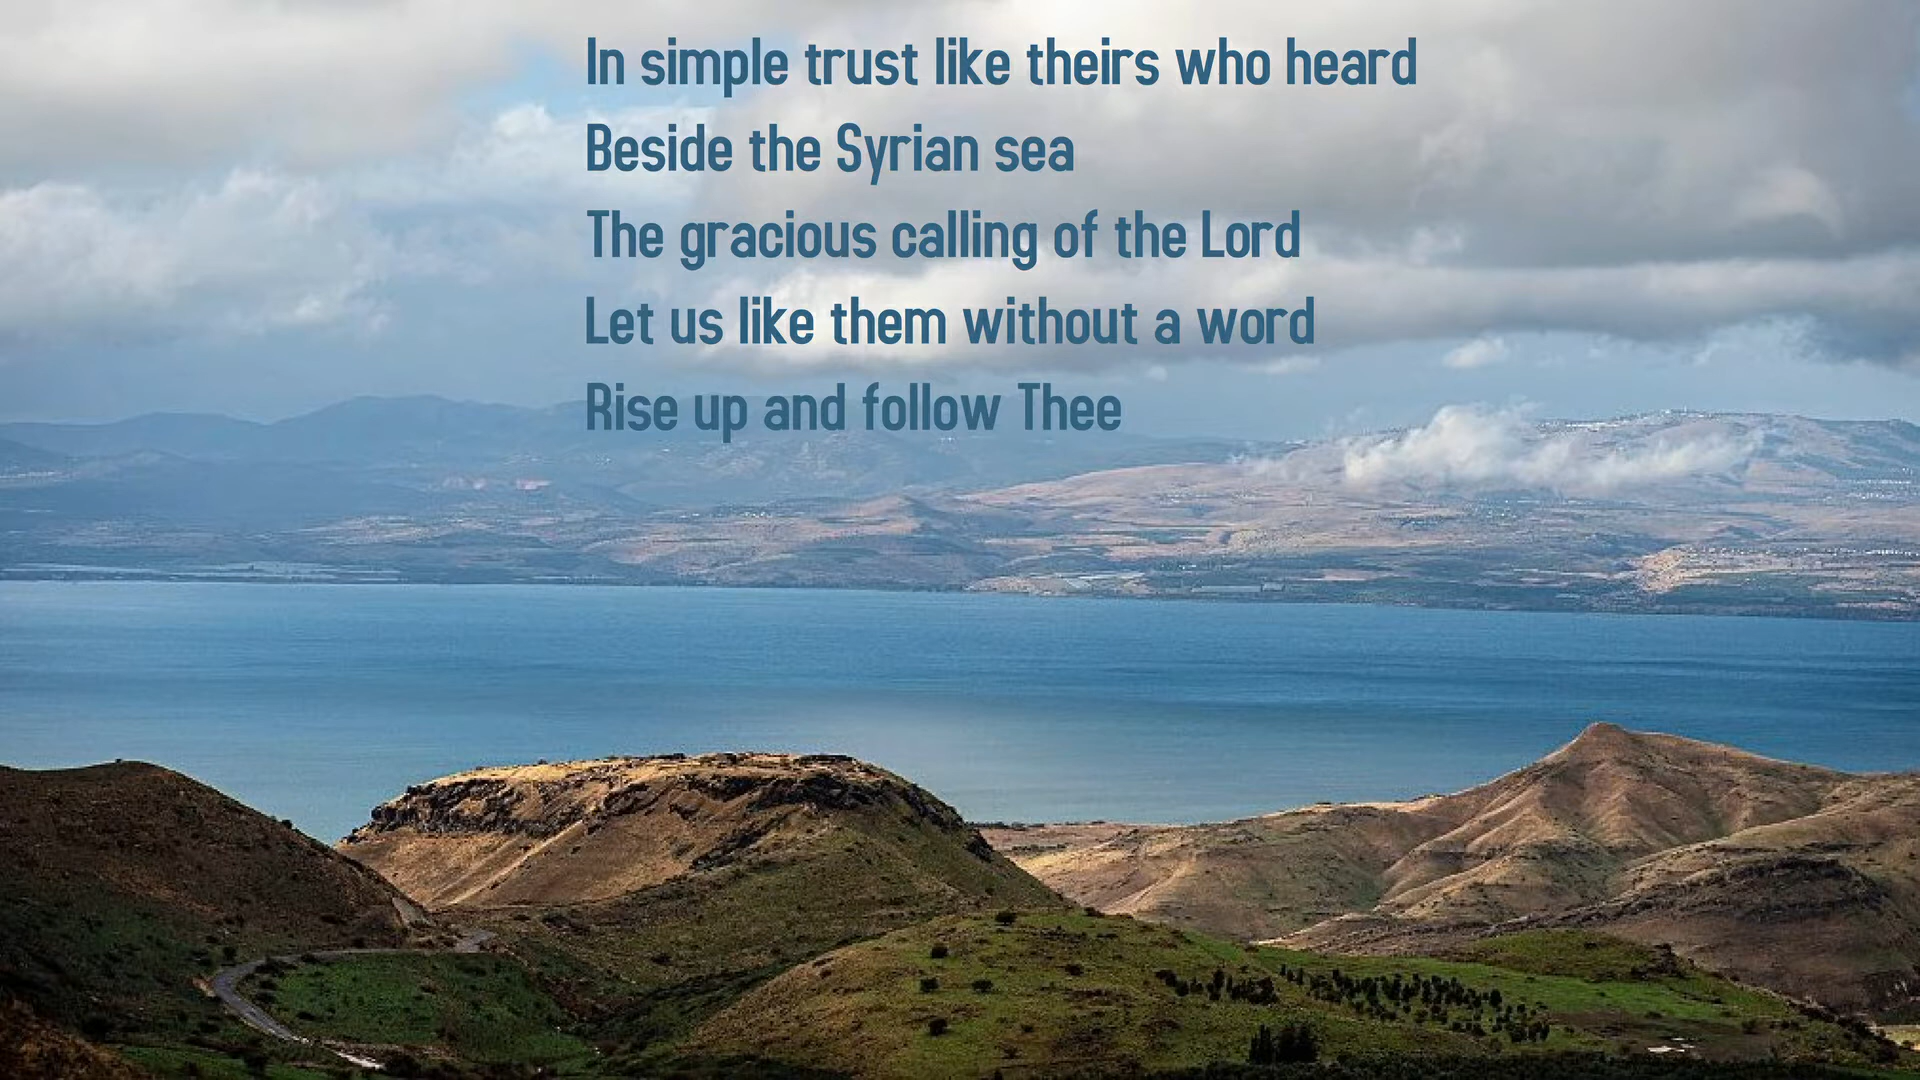 In simple trust like theirs who heard
Beside the Syrian sea
The gracious calling of the Lord
Let us like them without a word
Rise up and follow Thee